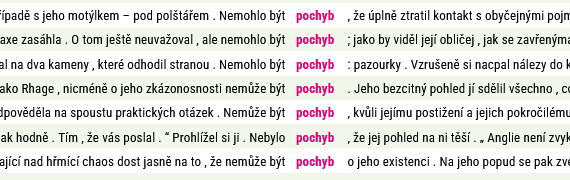 řípadě s jeho motýlkem – pod polštářem . Nemohlo být pochyb , že úplně ztratil kontakt s obyčejnými pojm
axe zasáhla . O tom ještě neuvažoval , ale nemohlo být pochyb ; jako by viděl její obličej , jak se zavřenýma
al na dva kameny , které odhodil stranou . Nemohlo být pochyb : pazourky . Vzrušeně si nacpal nálezy do k
ako Rhage , nicméně o jeho zkázonosnosti nemůže být pochyb . Jeho bezcitný pohled jí sdělil všechno , co
dpověděla na spoustu praktických otázek . Nemůže být pochyb , kvůli jejímu postižení a jejich pokročilému
ak hodně . Tím , že vás poslal . “ Prohlížel si ji . Nebylo pochyb , že jej pohled na ni těší . „ Anglie není zvyk
ající nad hřmící chaos dost jasně na to , že nemůže být pochyb o jeho existenci . Na jeho popud se pak zve